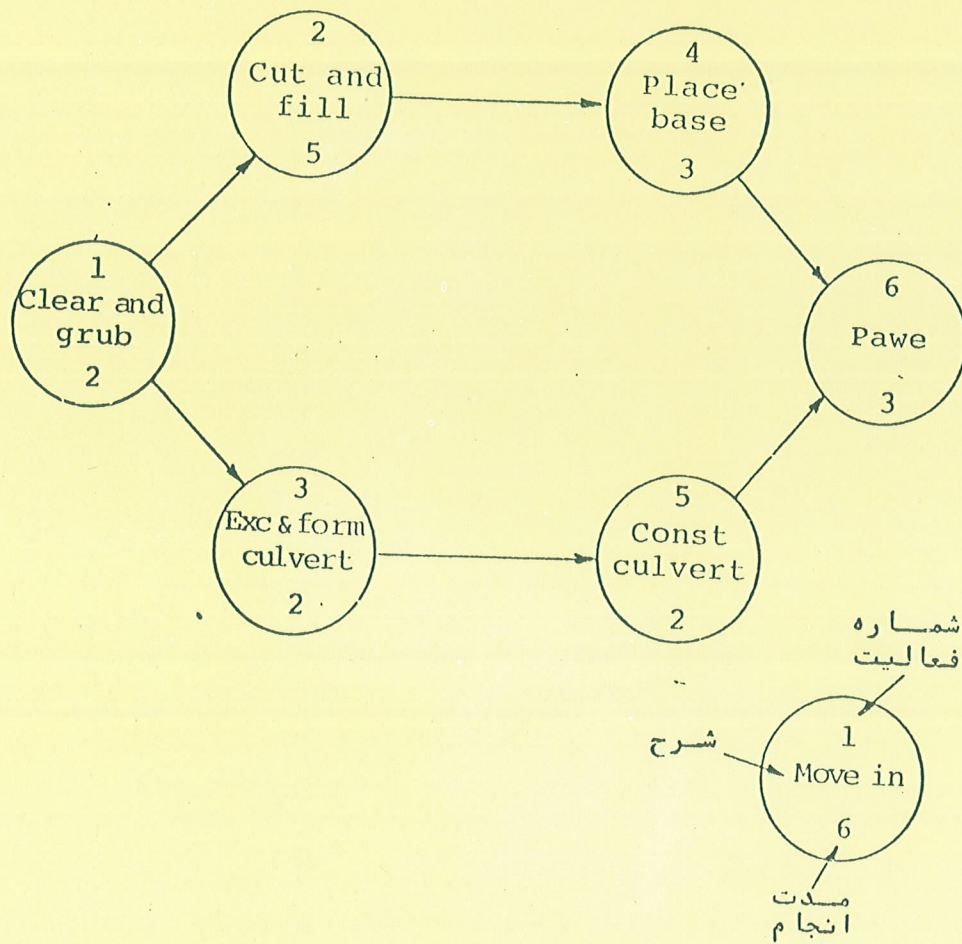 2
Cut and
fill
5
4
Place
base
3
1
Clear and
grub
2
6
Pawe
3
3
Exc & form
culvert
2
5
Const
culvert
2
شماره
فعالیت
1
شرح
Move in
6
مدت
انجام